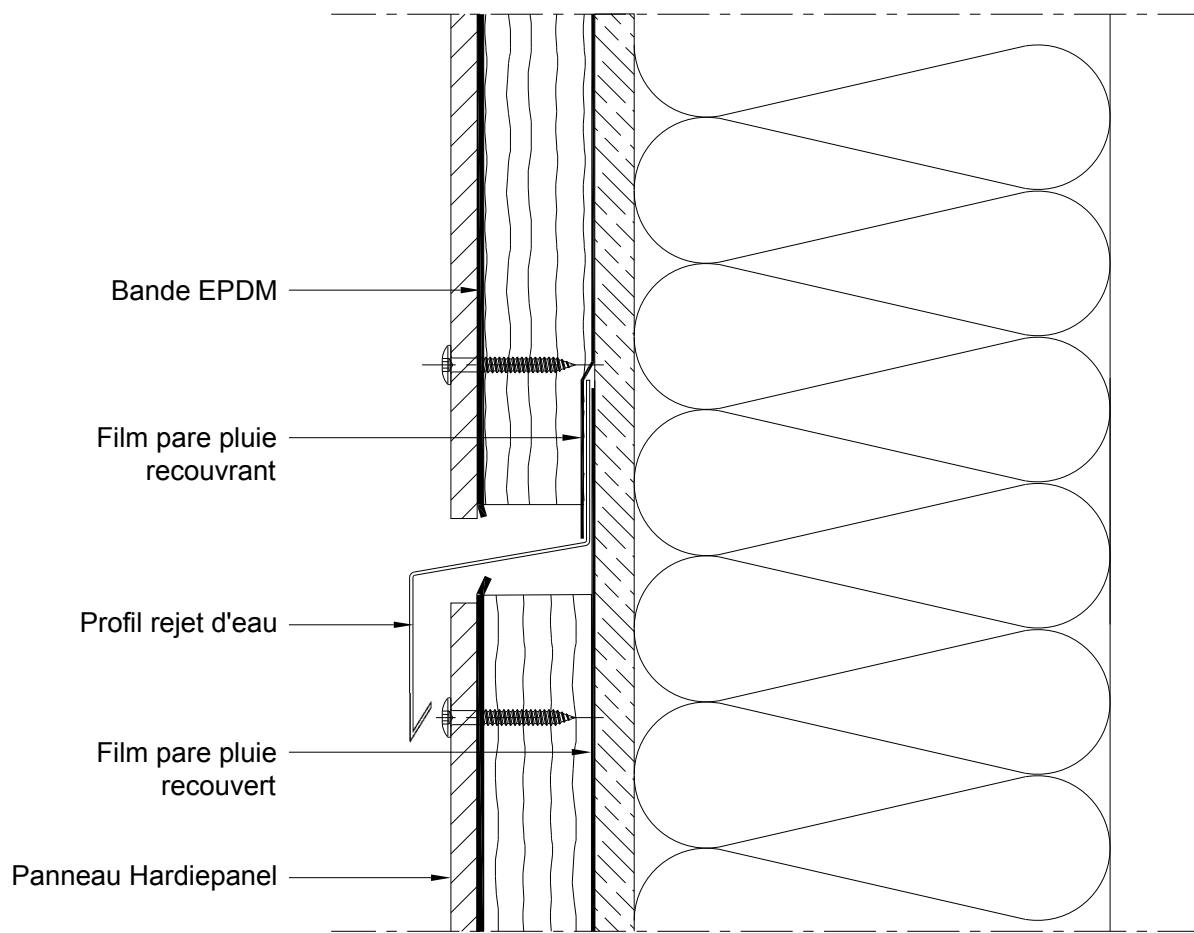 Bande EPDM
Film pare pluie
recouvrant
Profil rejet d'eau
Film pare pluie
recouvert
Panneau Hardiepanel